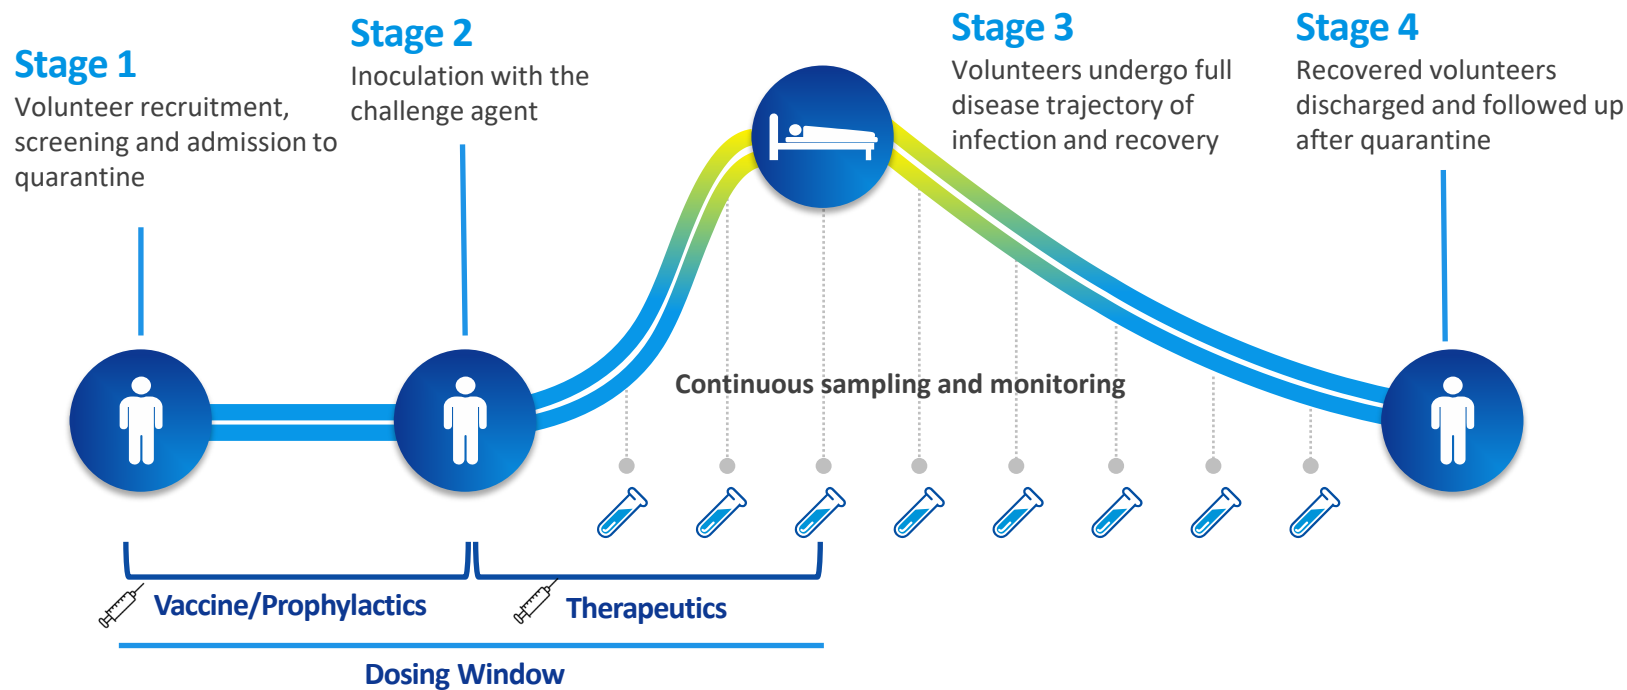 Stage 1
Volunteer recruitment,
screening and admission to
quarantine
Stage 2
Inoculation with the
challenge agent
Stage 3
Volunteers undergo full
disease trajectory of
infection and recovery
Stage 4
Recovered volunteers
discharged and followed up
after quarantine
Continuous sampling and monitoring
Vaccine/Prophylactics
Therapeutics
Dosing Window